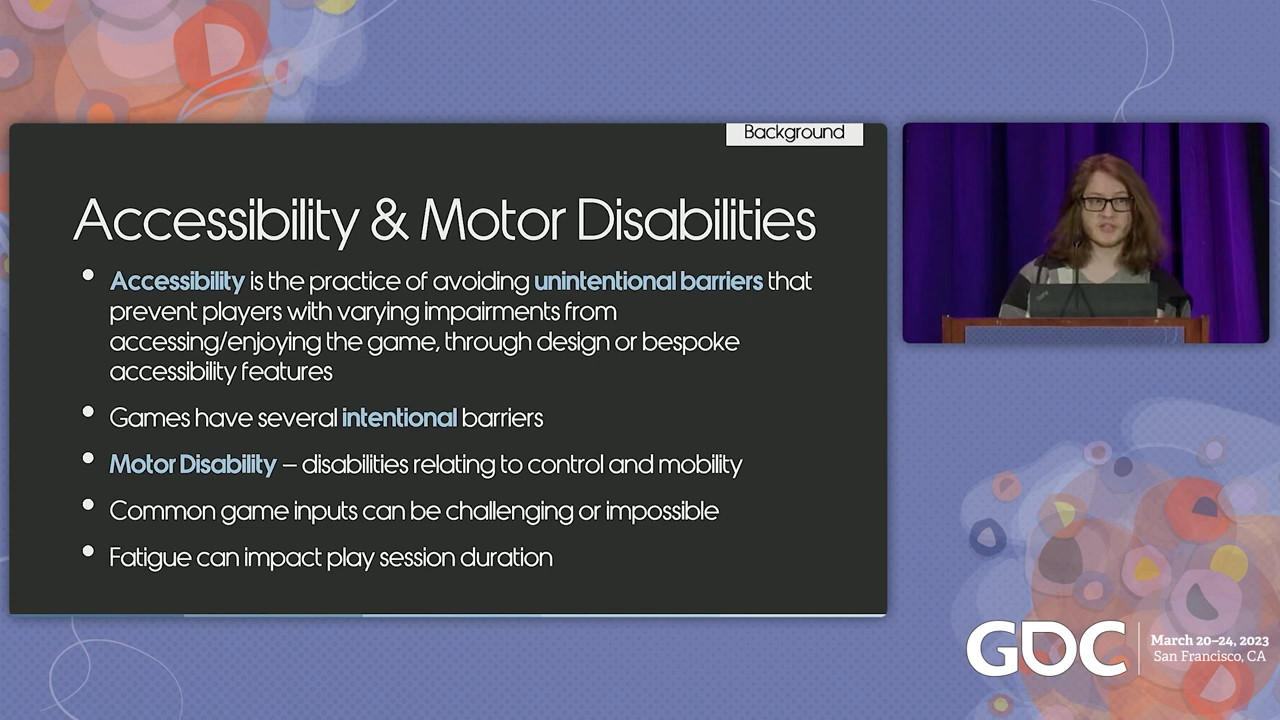 Background
Accessibility & Motor Disabilities
• Accessibility is the practice of avoiding unintentional barriers that
prevent players with varying impairments from
accessing/enjoying the game, through design or bespoke
accessibility features
• Games have several intentional barriers
• Motor Disability – disabilities relating to control and mobility
• Common game inputs can be challenging or impossible
• Fatigue can impact play session duration
GDC
March 20–24, 2023
San Francisco, CA